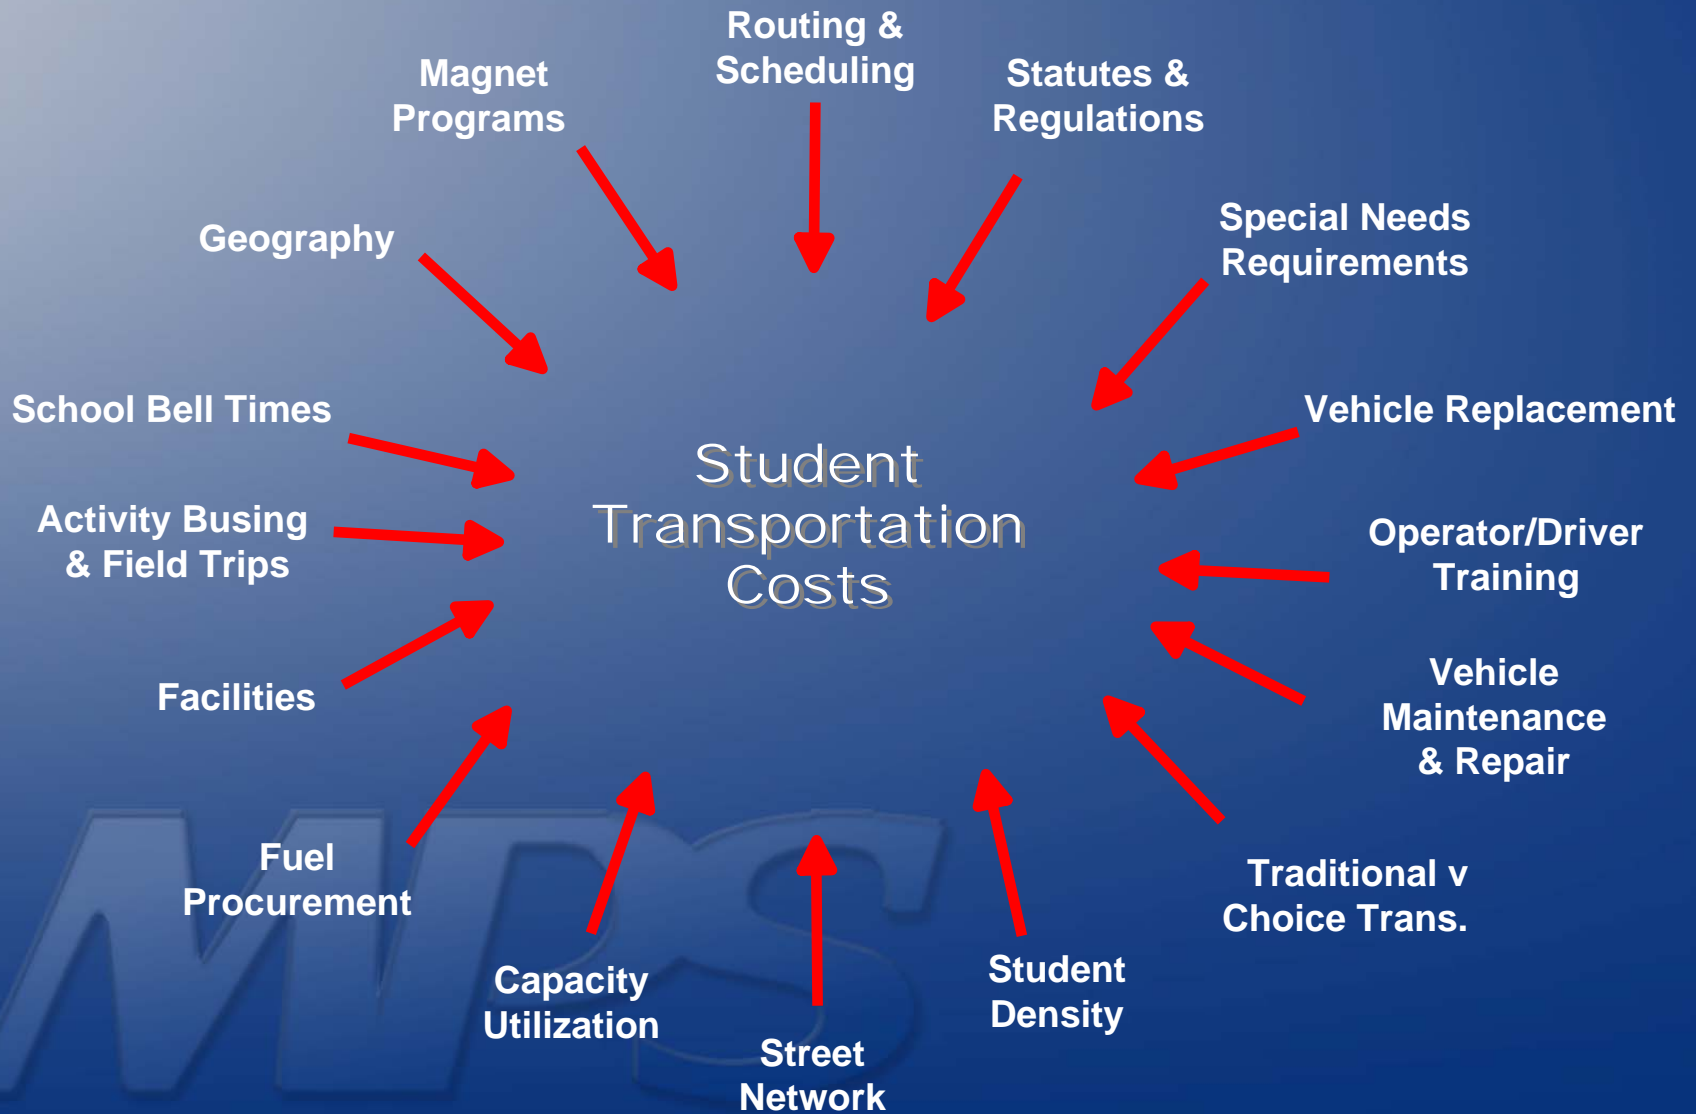 Routing &
Scheduling
Magnet
Programs
Statutes &
Regulations
Geography
Special Needs
Requirements
School Bell Times
Vehicle Replacement
Student
Transportation
Costs
Activity Busing
& Field Trips
Operator/Driver
Training
Facilities
Vehicle
Maintenance
& Repair
Fuel
Procurement
Traditional v
Choice Trans.
Capacity
Utilization
Student
Density
Street
Network
MPS